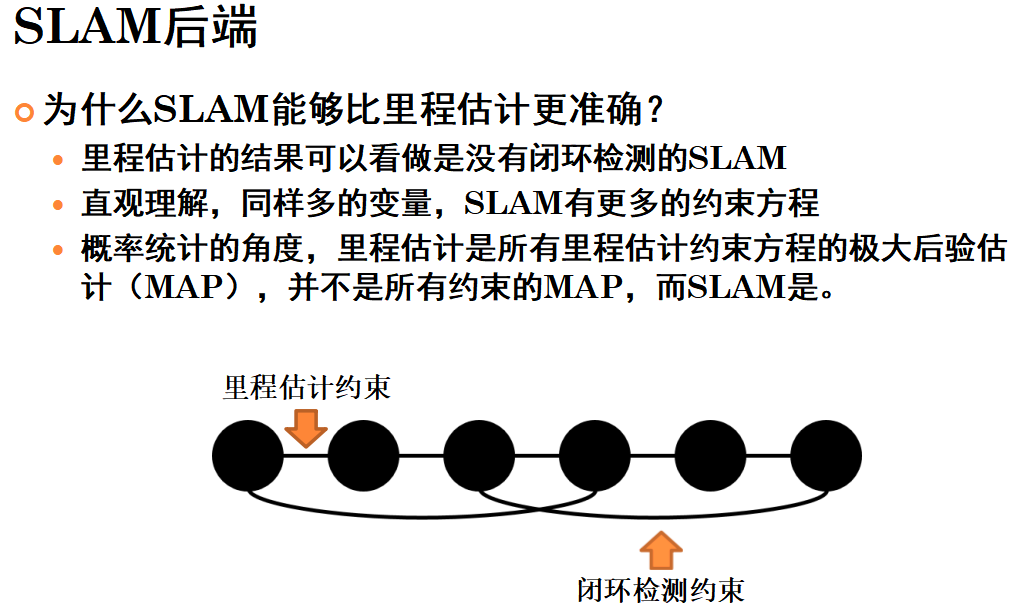 SLAM后端
为什么SLAM能够比里程估计更准确？
里程估计的结果可以看做是没有闭环检测的SLAM
直观理解，同样多的变量，SLAM有更多的约束方程
概率统计的角度，里程估计是所有里程估计约束方程的极大后验估
计（MAP），并不是所有约束的MAP，而SLAM是。
里程估计约束
闭环检测约束